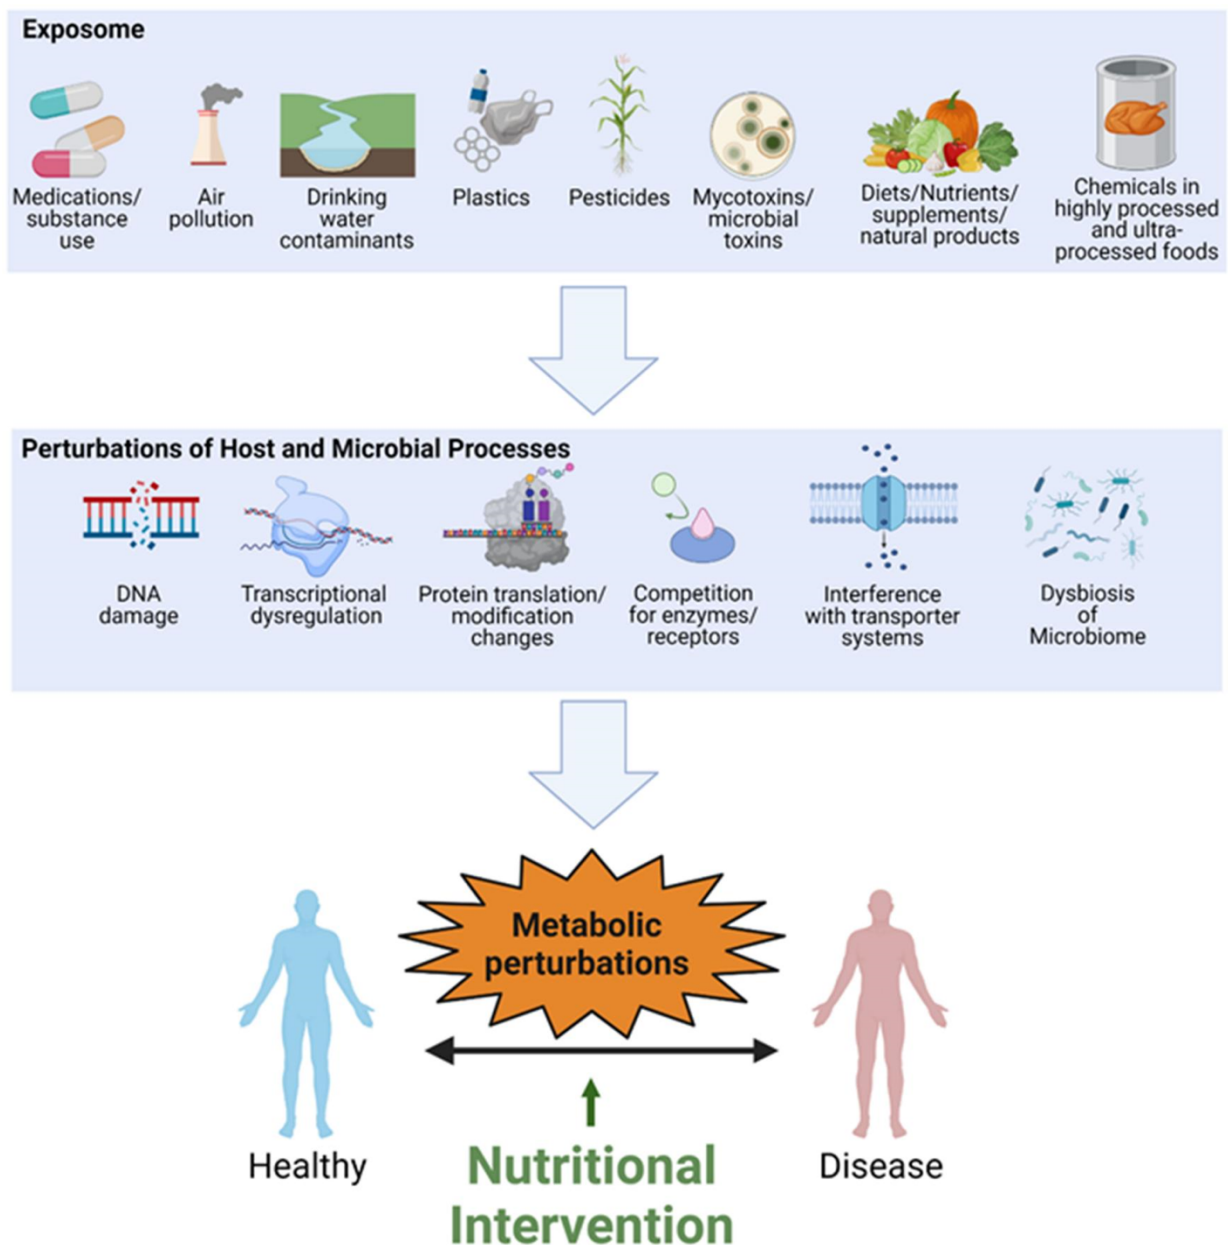 Exposome
Medications/
substance
use
Air
pollution
Drinking
water
contaminants
Plastics
Pesticides
Mycotoxins/
microbial
toxins
Diets/Nutrients/
supplements/
natural products
Chemicals in
highly processed
and ultra-
processed foods
Perturbations of Host and Microbial Processes
DNA
damage
Transcriptional
dysregulation
Protein translation/
modification
changes
Competition
for enzymes/
receptors
Interference
with transporter
systems
Dysbiosis
of
Microbiome
Metabolic
perturbations
Healthy
Disease
Nutritional
Intervention